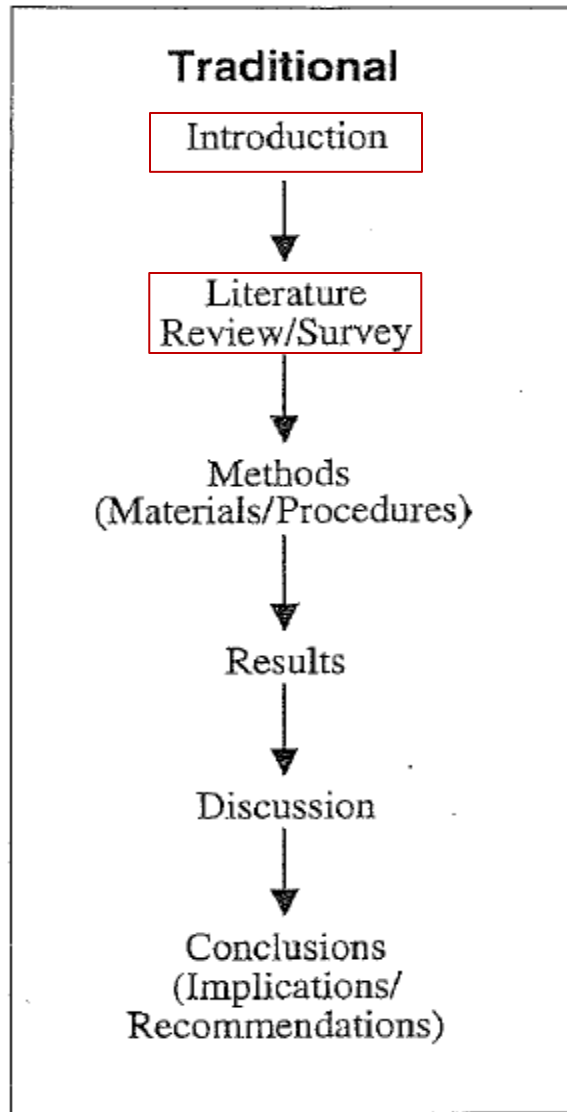 Traditional
Introduction
Literature
Review/Survey
Methods
(Materials/Procedures)
Results
Discussion
Conclusions
(Implications/
Recommendations)